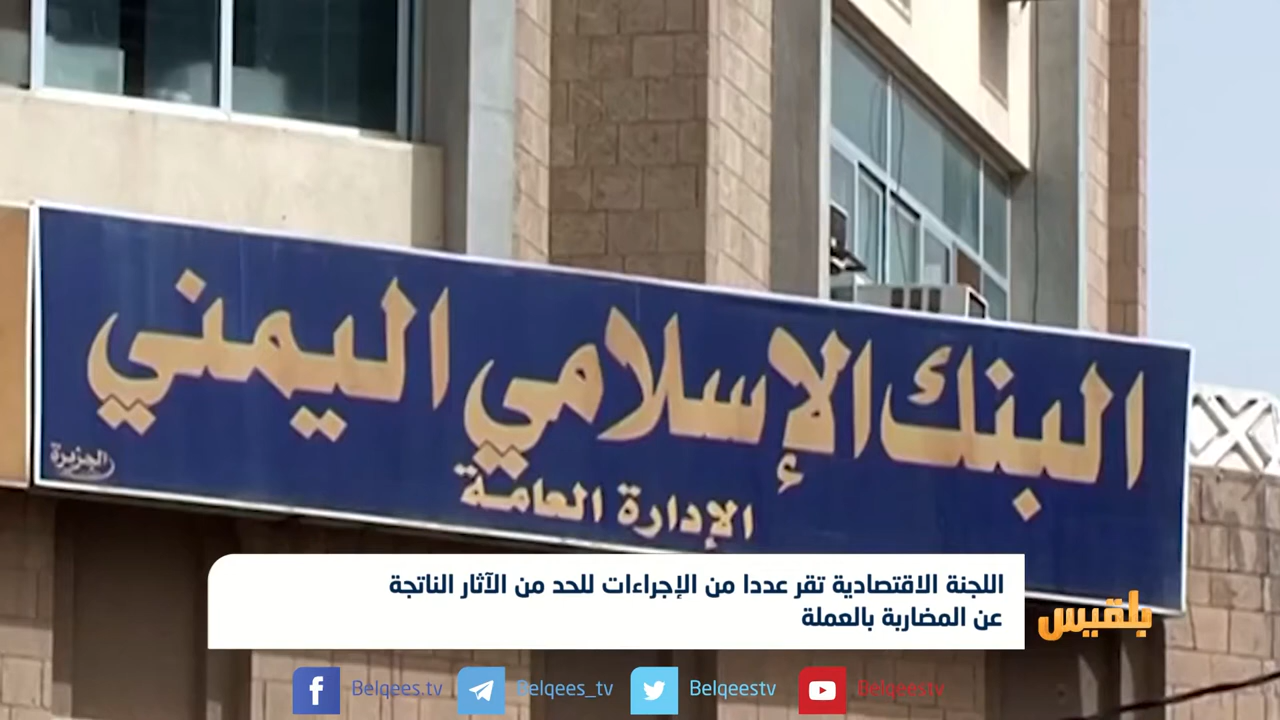 البنك الإسلامي اليمني
الإدارة العامة
الجزيرة
اللجنة الاقتصادية تقر عددا من الإجراءات للحد من الآثار الناتجة
عن المضاربة بالعملة
بلقيس
Belqees.tv
Belqees_tv
Belqeestv
Belqeestv